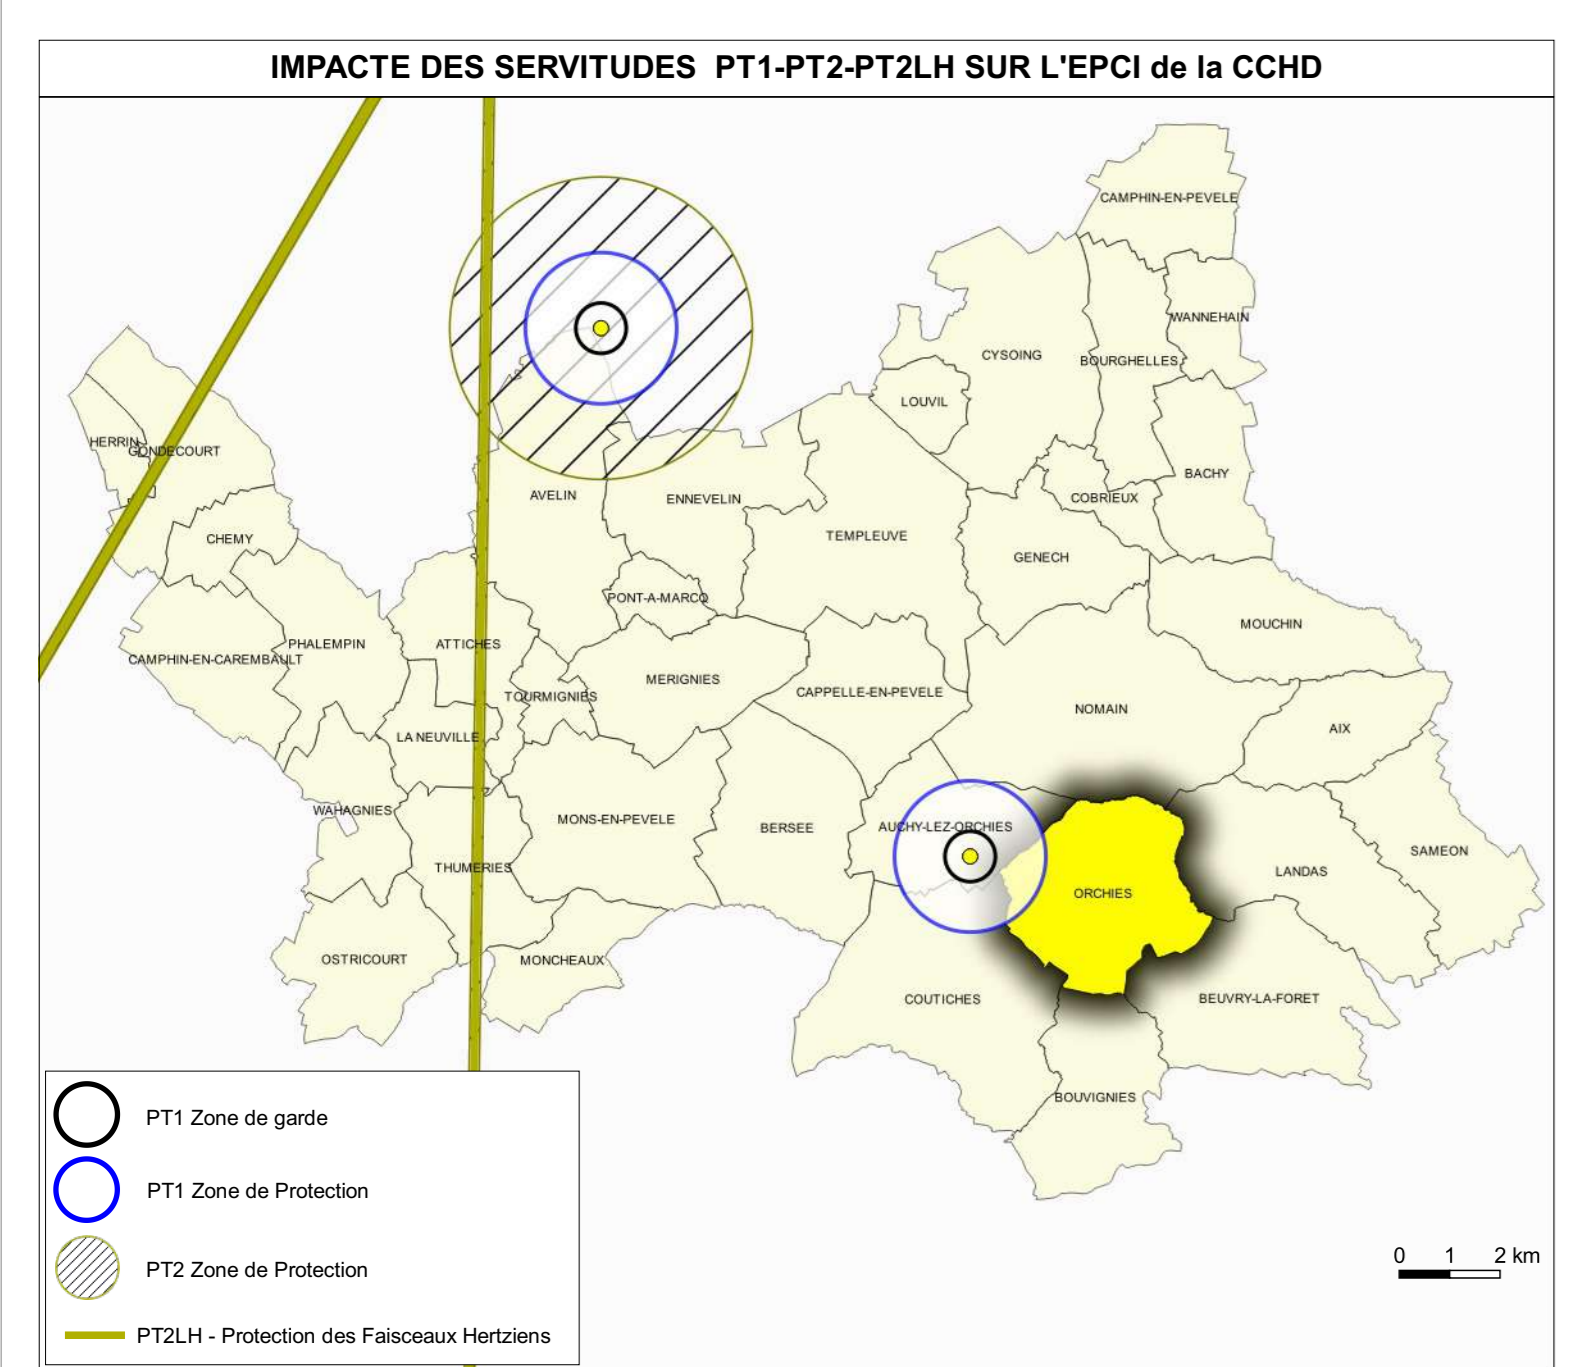 IMPACTE DES SERVITUDES PT1-PT2-PT2LH SUR L'EPCI de la CCHD
CAMPHIN-EN-PEVELE
WANNEHAIN
CYSOING
BOURGHELLES
LOUVIL
HERRIN
GONDECOURT
BACHY
AVELIN
ENNEVELIN
COBRIEUX
CHEMY
TEMPLEUVE
GENECH
PONT-A-MARCQ
MOUCHIN
PHALEMPIN
ATTICHES
CAMPHIN-EN-CAREMBAULT
MERIGNIES
TOURMIGNIES
CAPPELLE-EN-PEVELE
NOMAIN
AIX
LA NEUVILLE
WAHAGNIES
MONS-EN-PEVELE
BERSEE
AUCHY-LEZ-ORCHIES
SAMEON
THUMERIES
LANDAS
ORCHIES
OSTRICOURT
MONCHEAUX
COUTICHES
BEUVRY-LA-FORET
BOUVIGNIES
PT1 Zone de garde
PT1 Zone de Protection
PT2 Zone de Protection
PT2LH - Protection des Faisceaux Hertziens
0 1 2 km